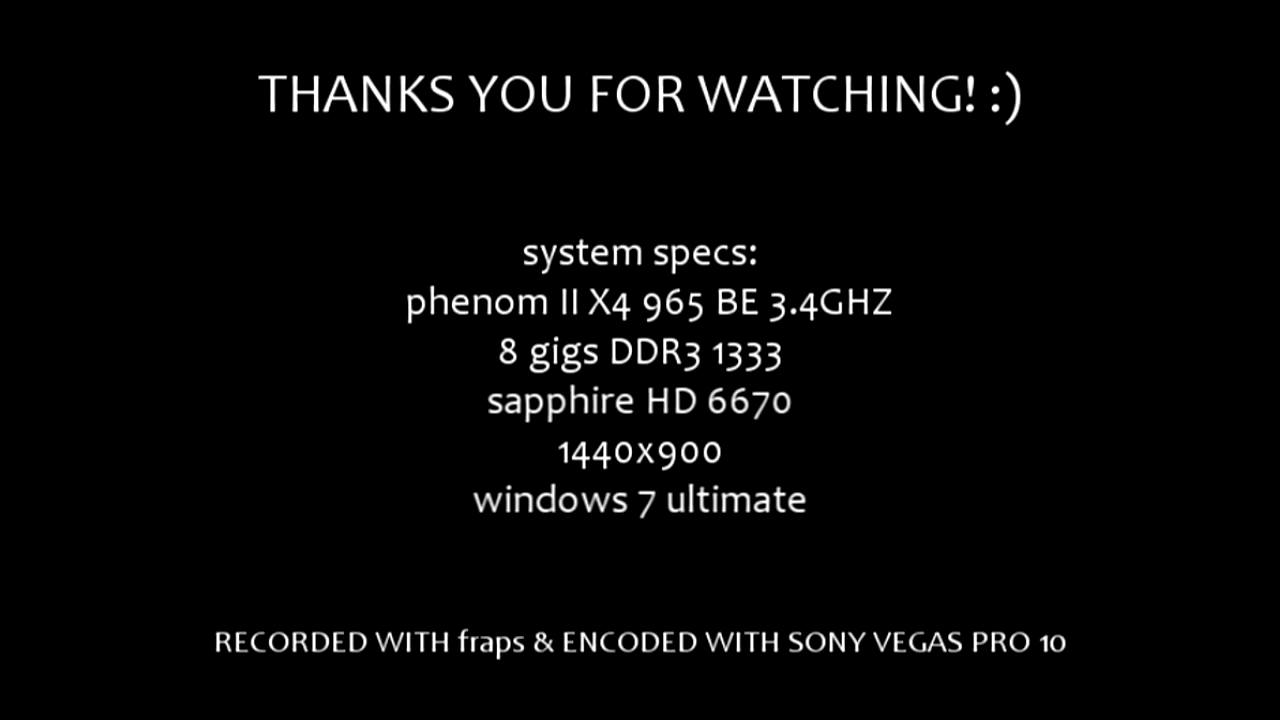 THANKS YOU FOR WATCHING! :)
system specs:
phenom II X4 965 BE 3.4GHZ
8 gigs DDR3 1333
sapphire HD 6670
1440x900
windows 7 ultimate
RECORDED WITH fraps & ENCODED WITH SONY VEGAS PRO 10